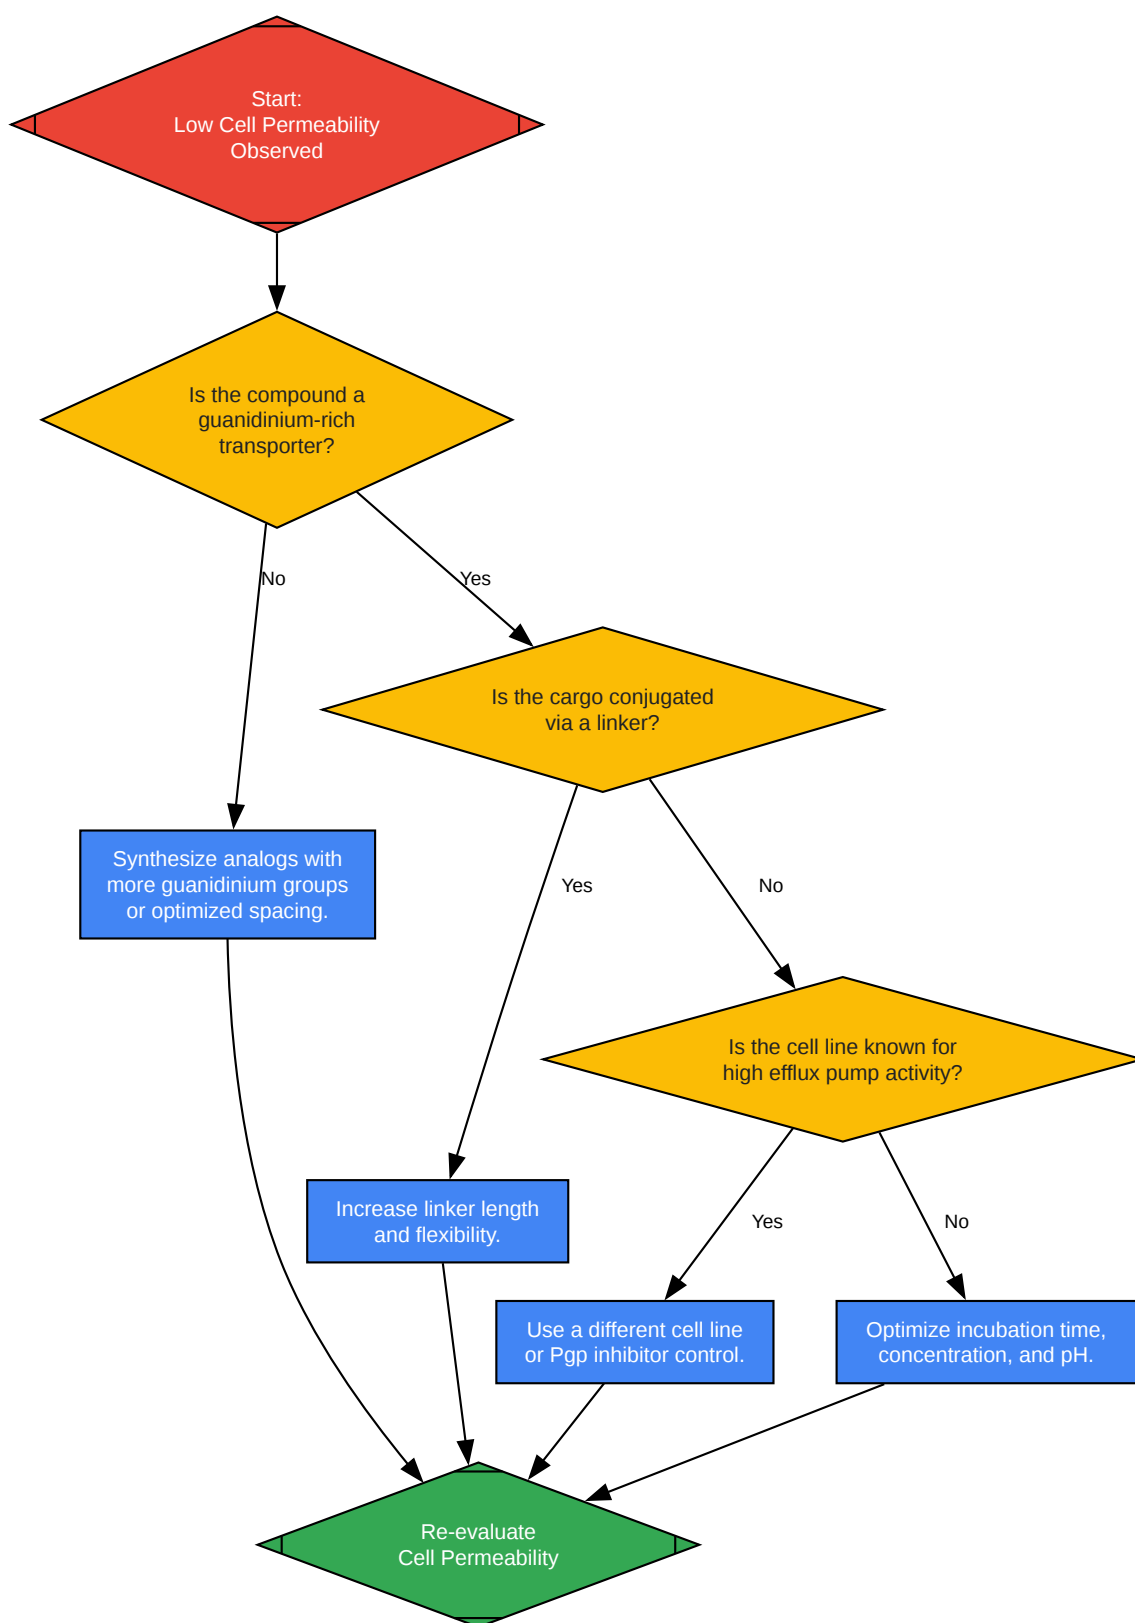 Start:
Low Cell Permeability
Observed
Is the compound a
guanidinium-rich
transporter?
No
Yes
Is the cargo conjugated
via a linker?
Synthesize analogs with
more guanidinium groups
or optimized spacing.
Yes
No
Is the cell line known for
high efflux pump activity?
Increase linker length
and flexibility.
Yes
No
Use a different cell line
or Pgp inhibitor control.
Optimize incubation time,
concentration, and pH.
Re-evaluate
Cell Permeability